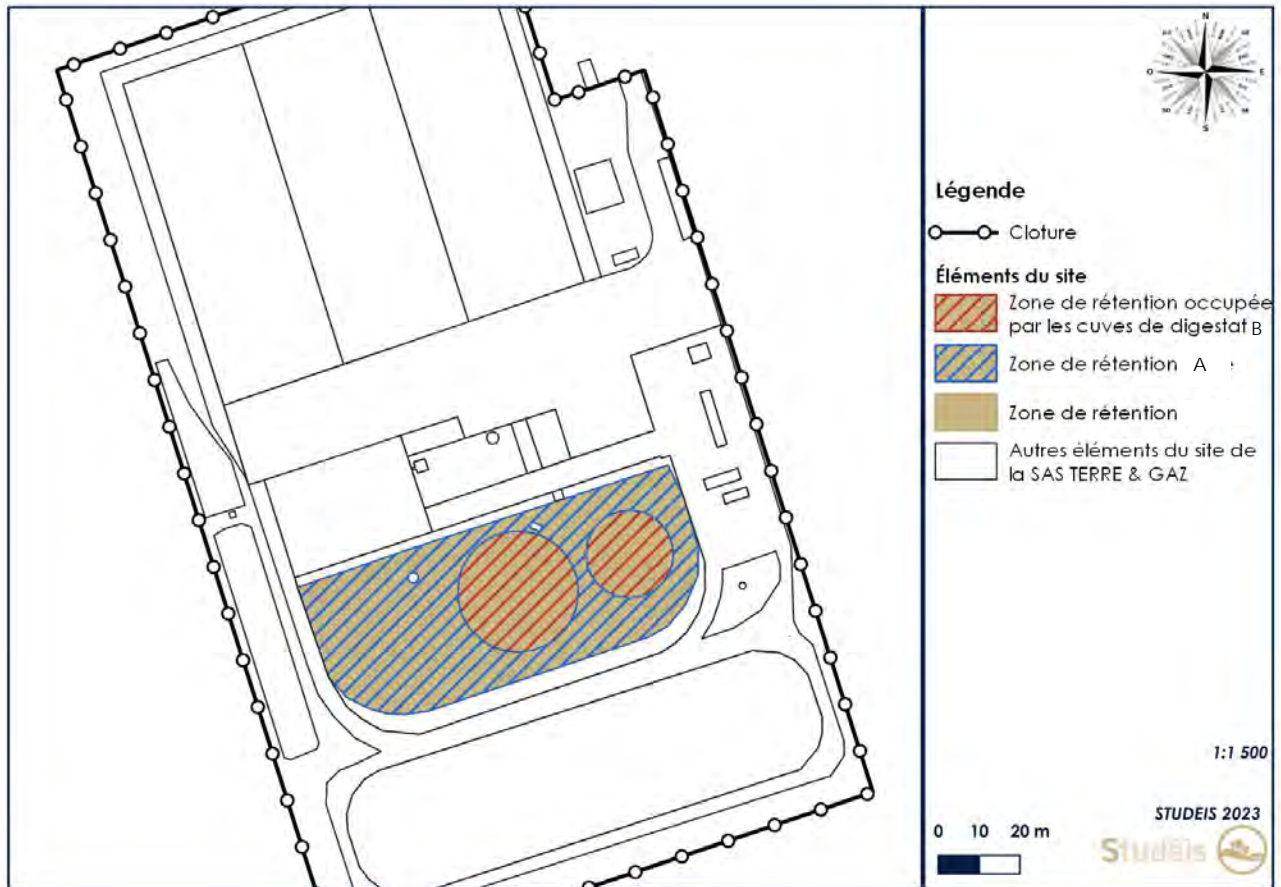 N
O
E
S
Légende
Cloture
Éléments du site
Zone de rétention occupée
par les cuves de digestat B
Zone de rétention A
Zone de rétention
Autres éléments du site de
la SAS TERRE & GAZ
1:1 500
STUDEIS 2023
0 10 20 m
Studeis